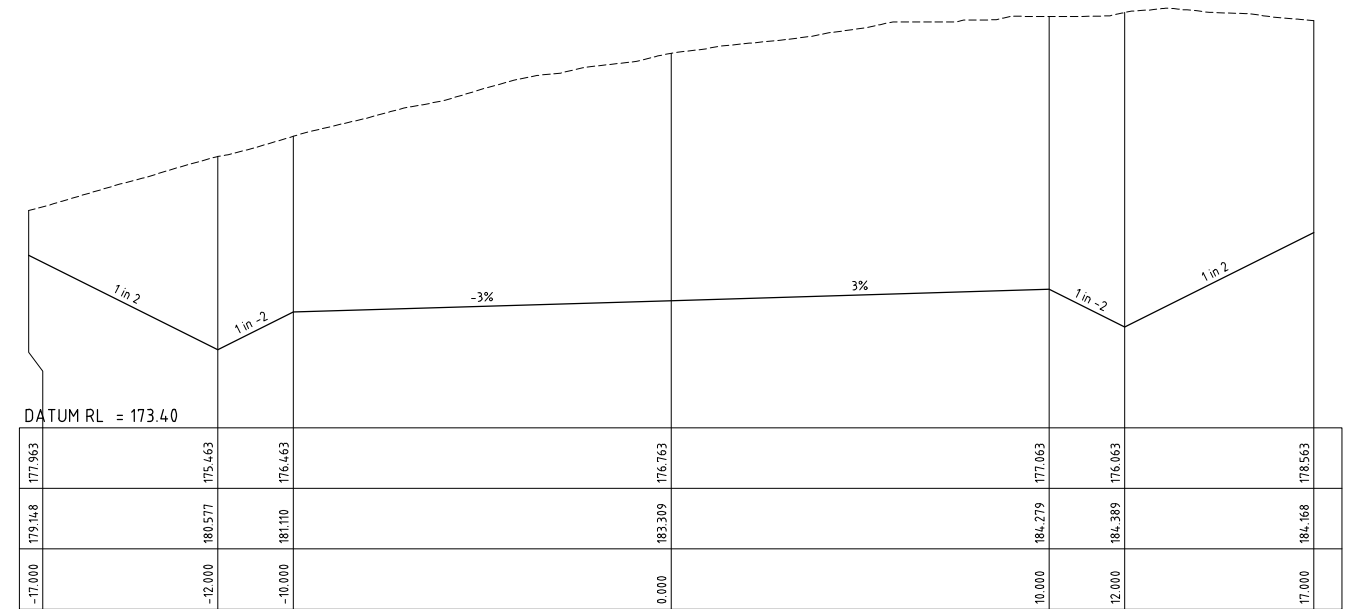 1 in 2
1 in -2
-3%
3%
1 in -2
1 in 2
DATUM RL = 173.40
177.963 175.463 176.463 176.763 177.063 176.063 178.563
179.148 180.577 181.110 183.309 184.279 184.389 184.168
-17.000 -12.000 -10.000 0.000 10.000 12.000 17.000